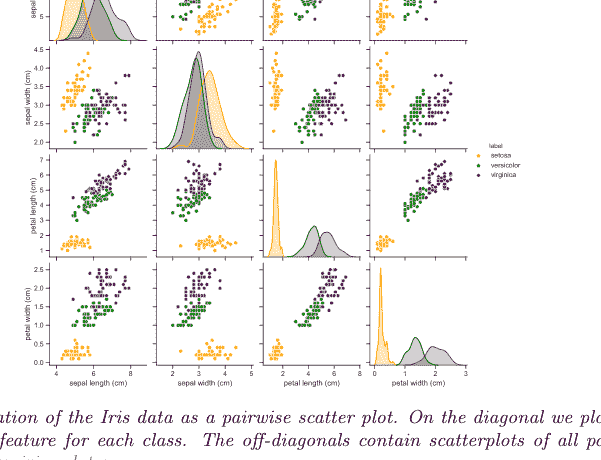 sepal
5
4.5
4.0
3.5
3.0
2.5
2.0
sepal width (cm)
label
setosa
versicolor
virginica
7
6
5
4
3
2
1
petal length (cm)
2.5
2.0
1.5
1.0
0.5
0.0
petal width (cm)
4 6 8 2 3 4 5 2 4 6 8 0 1 2 3
sepal length (cm) sepal width (cm) petal length (cm) petal width (cm)
ation of the Iris data as a pairwise scatter plot. On the diagonal we plo
feature for each class. The off-diagonals contain scatterplots of all po